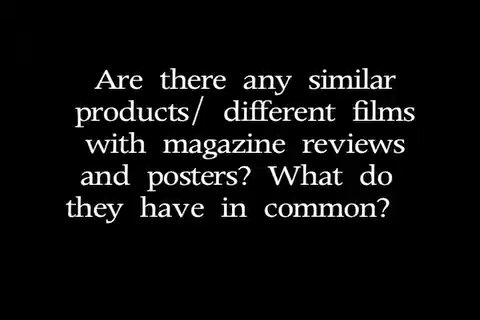 Are there any similar
products/ different films
with magazine reviews
and posters? What do
they have in common?